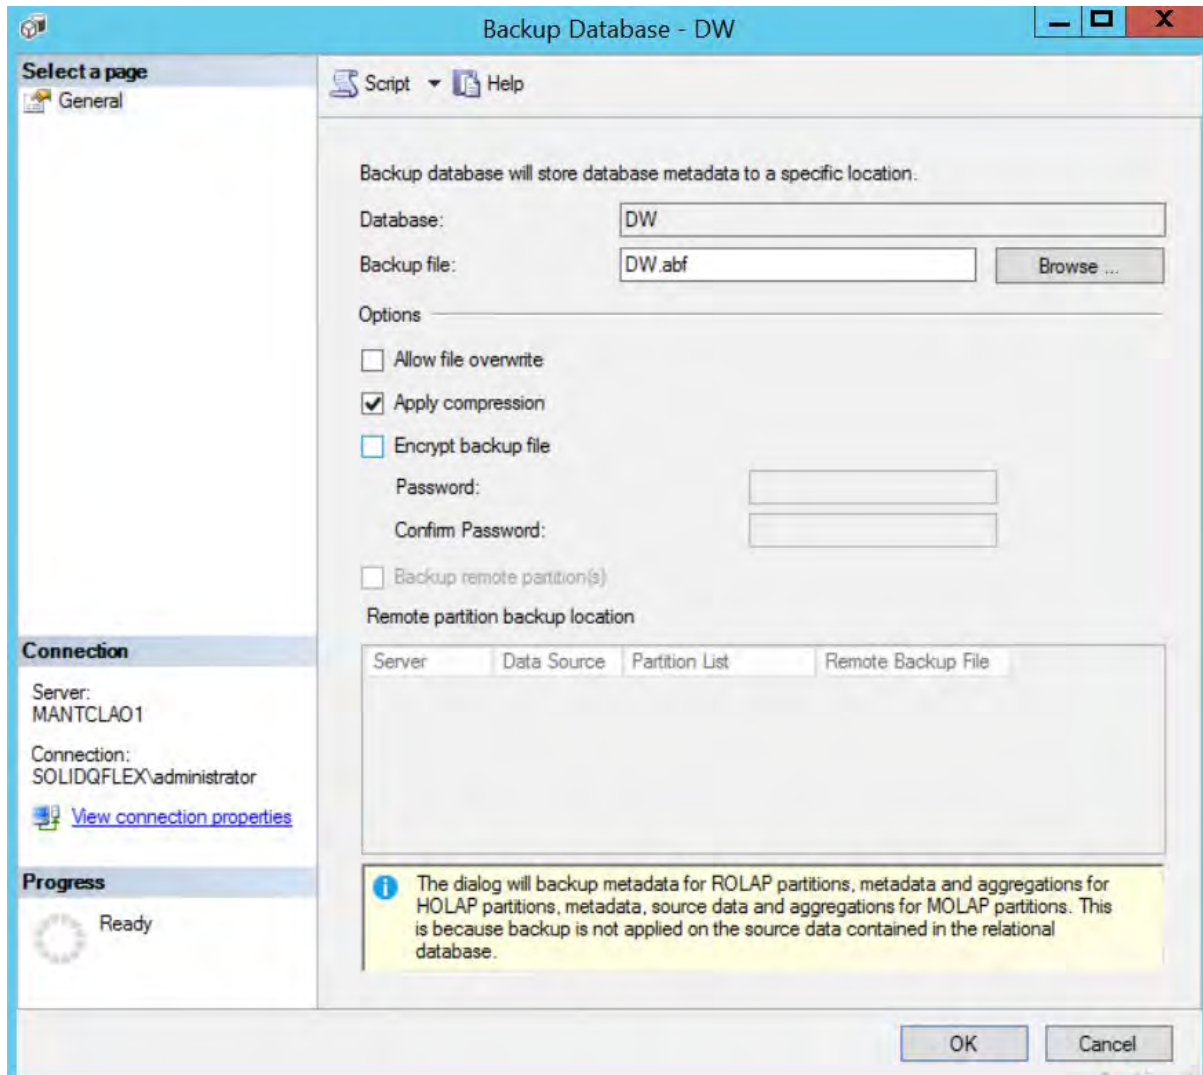 Backup Database - DW
Select a page
General
Script
Help
Backup database will store database metadata to a specific location.
Database:
DW
Backup file:
DW.abf
Browse ...
Options
Allow file overwrite
Apply compression
Encrypt backup file
Password:
Confirm Password:
Backup remote partition(s)
Remote partition backup location
Server
Data Source
Partition List
Remote Backup File
Connection
Server:
MANTCLAO1
Connection:
SOLIDQFLEX\administrator
View connection properties
Progress
Ready
The dialog will backup metadata for ROLAP partitions, metadata and aggregations for
HOLAP partitions, metadata, source data and aggregations for MOLAP partitions. This
is because backup is not applied on the source data contained in the relational
database.
OK
Cancel